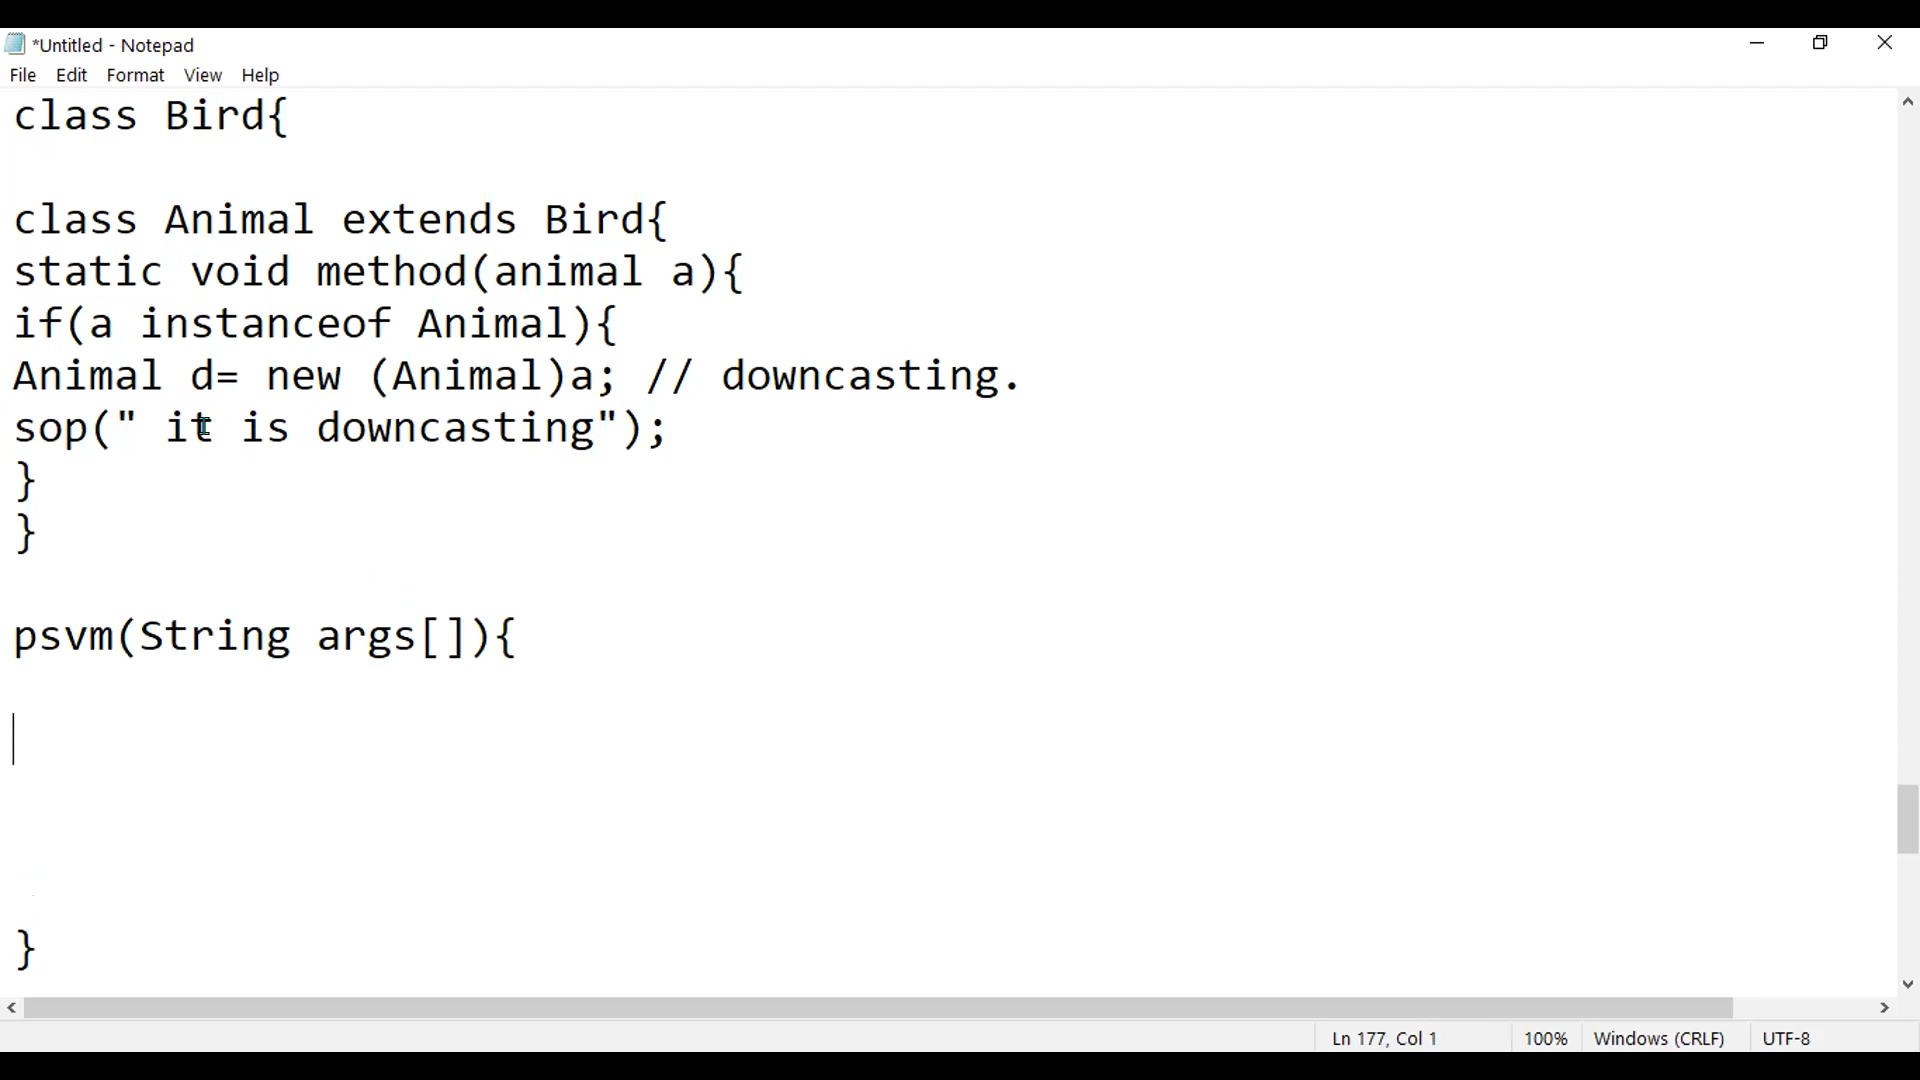 *Untitled - Notepad
File Edit Format View Help
class Bird{
class Animal extends Bird{
static void method(animal a){
if(a instanceof Animal){
Animal d= new (Animal)a; // downcasting.
sop(" it is downcasting");
}
}
psvm(String args[]){
}
Ln 177, Col 1 100% Windows (CRLF) UTF-8